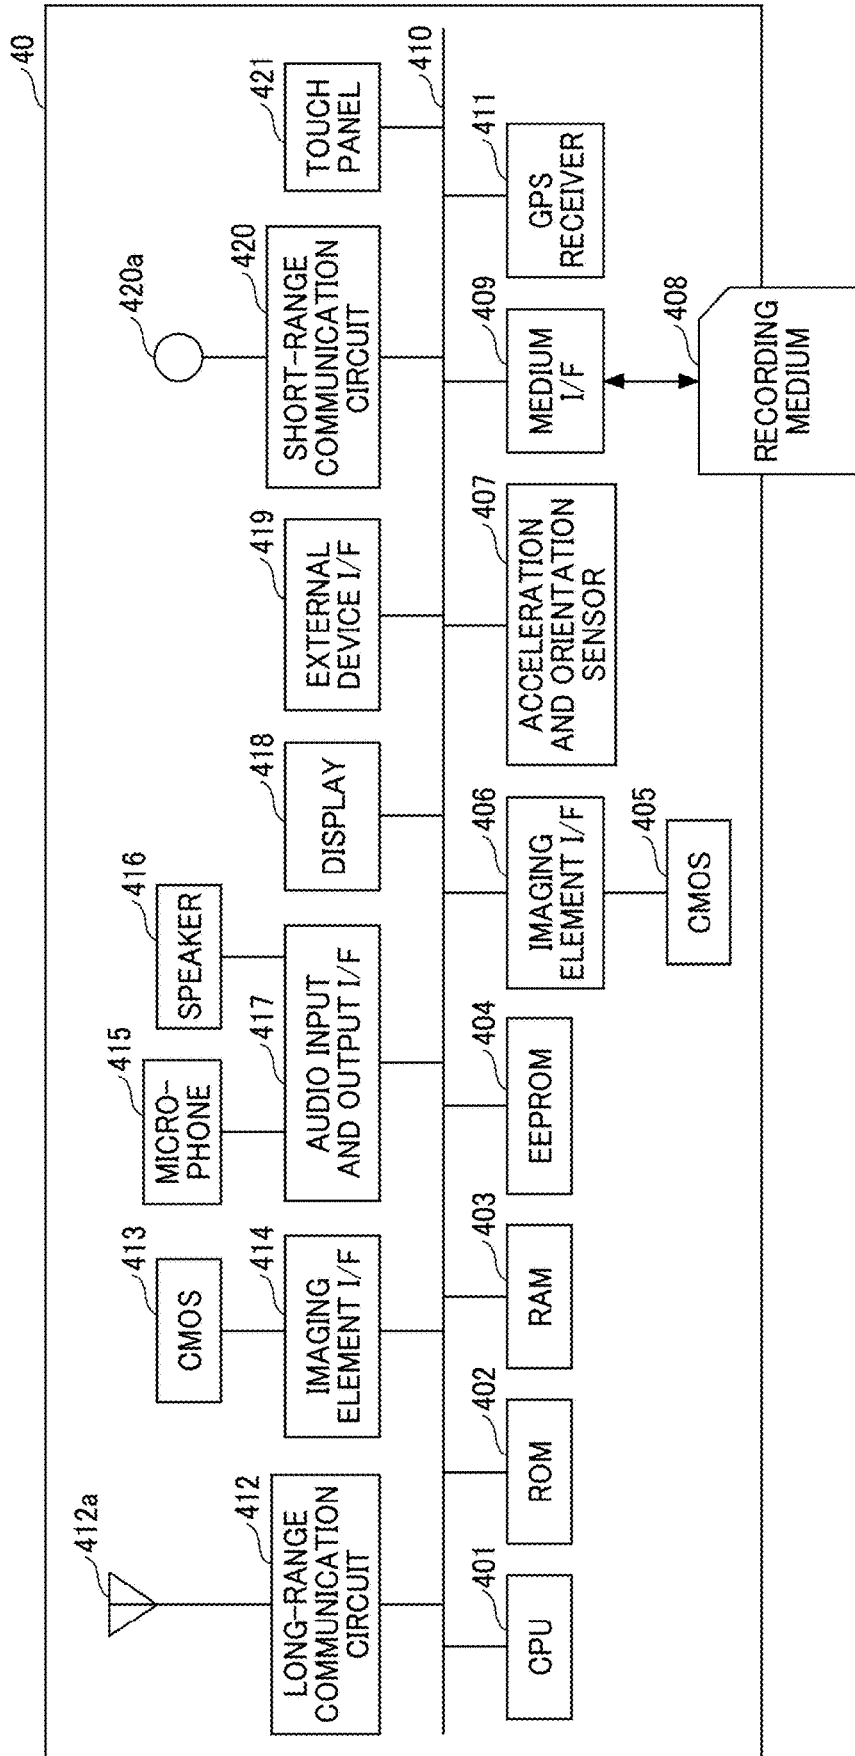 40
412a
LONG-RANGE
COMMUNICATION
CIRCUIT
412
CMOS
413
IMAGING
ELEMENT I/F
414
MICRO-
PHONE
415
SPEAKER
416
AUDIO INPUT
AND OUTPUT I/F
417
DISPLAY
418
EXTERNAL
DEVICE I/F
419
420a
SHORT-RANGE
COMMUNICATION
CIRCUIT
420
TOUCH
PANEL
421
410
CPU
401
ROM
402
RAM
403
EEPROM
404
IMAGING
ELEMENT I/F
406
CMOS
405
ACCELERATION
AND ORIENTATION
SENSOR
407
MEDIUM
I/F
409
RECORDING
MEDIUM
408
GPS
RECEIVER
411